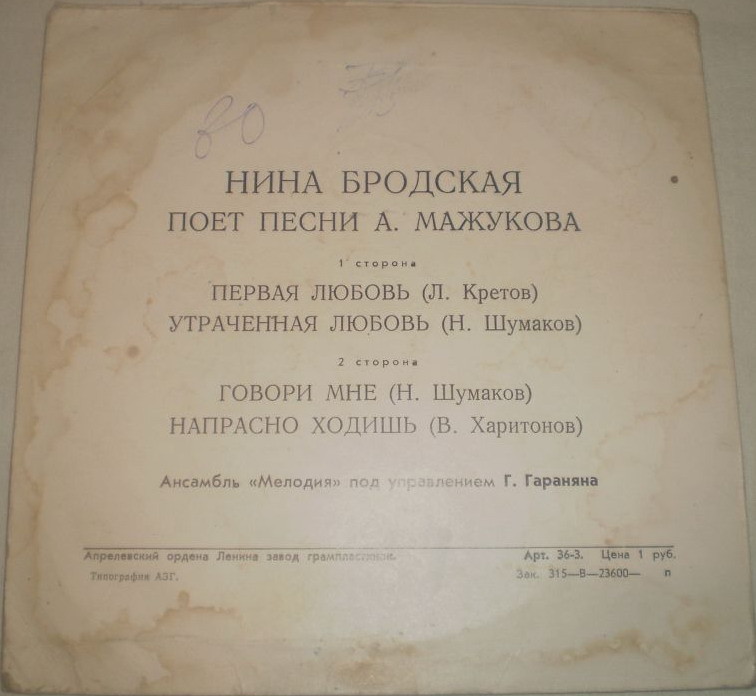 во
НИНА БРОДСКАЯ
ПОЕТ ПЕСНИ А. МАЖУКОВА
1 сторона
ПЕРВАЯ ЛЮБОВЬ (Л. Кретов)
УТРАЧЕННАЯ ЛЮБОВЬ (Н. Шумаков)
2 сторона
ГОВОРИ МНЕ (Н. Шумаков)
НАПРАСНО ХОДИШЬ (В. Харитонов)
Ансамбль «Мелодия» под управлением Г. Гараняна
Апрелевский ордена Ленина завод грампластинок. Арт. 36-3. Цена 1 руб.
Типография АЗГ. Зак. 315—В—23600— п